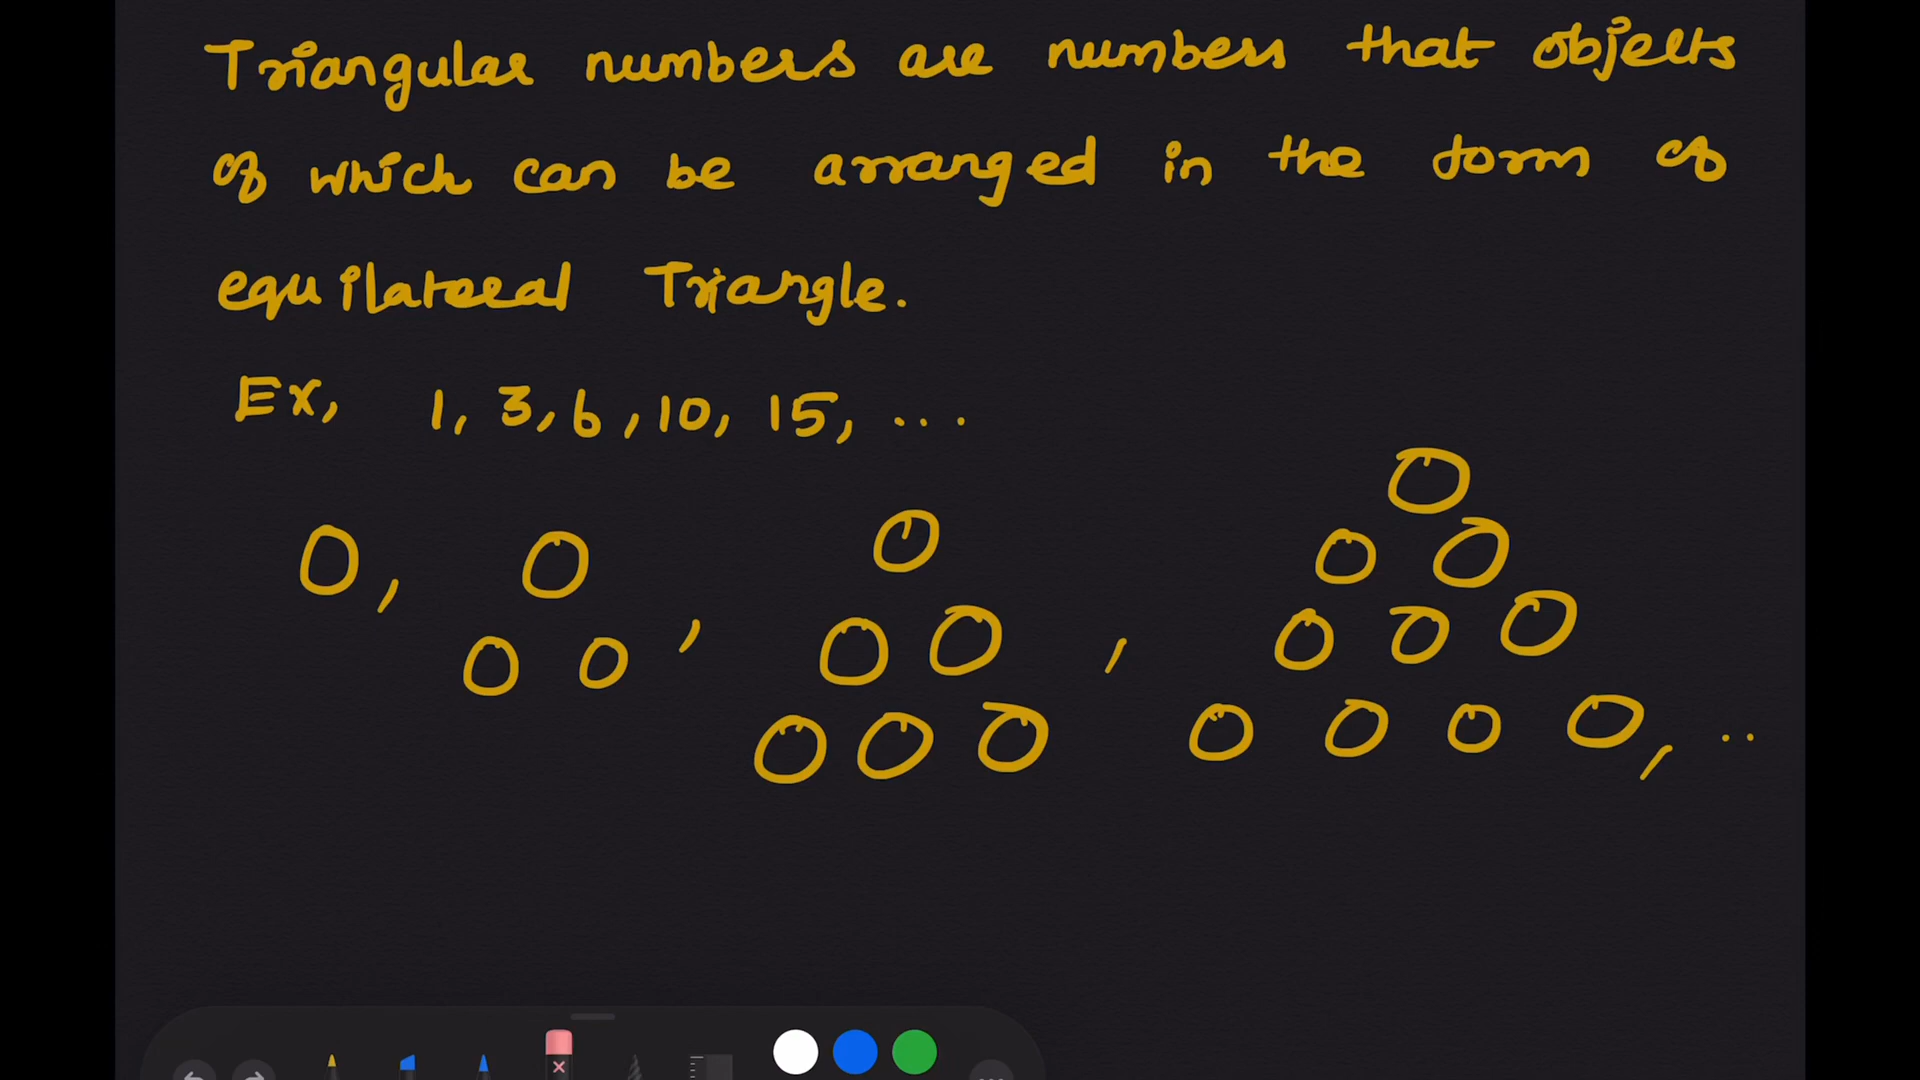 Triangular numbers are numbers that objects
of which can be arranged in the form of
equilateral Triangle.
Ex, 1, 3, 6, 10, 15, ...